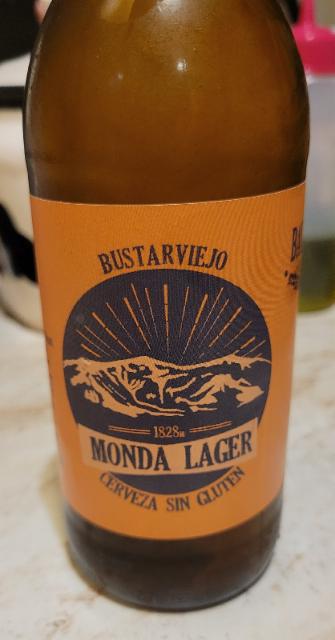 BUSTARVIEJO
1828m
MONDA LAGER
CERVEZA SIN GLUTEN